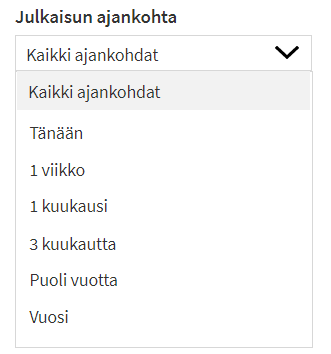 Julkaisun ajankohta
Kaikki ajankohdat
Kaikki ajankohdat
Tänään
1 viikko
1 kuukausi
3 kuukautta
Puoli vuotta
Vuosi